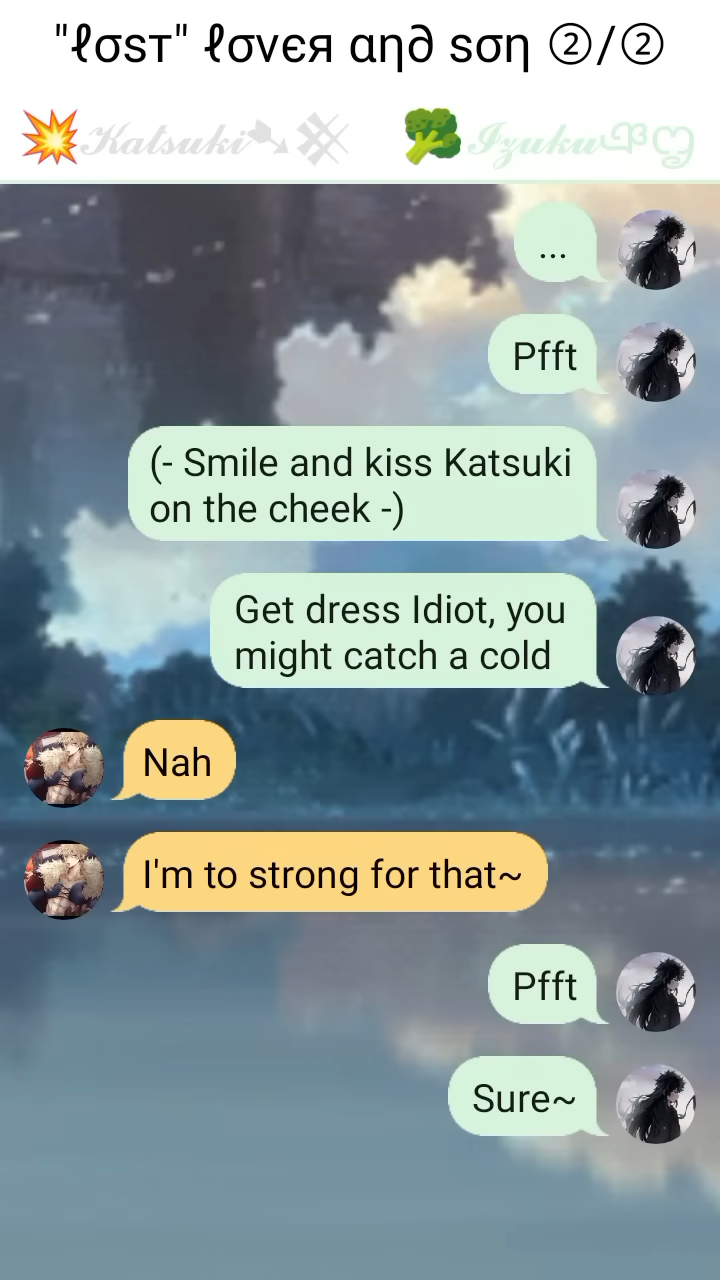 "ℓσѕт" ℓσνєя αη∂ ѕση ②/②
💥𝓚𝓪𝓽𝓼𝓾𝓴𝓲➴⨳ 🥦𝓘𝔃𝓾𝓴𝓾ღ
...
Pfft
(- Smile and kiss Katsuki
on the cheek -)
Get dress Idiot, you
might catch a cold
Nah
I'm to strong for that~
Pfft
Sure~